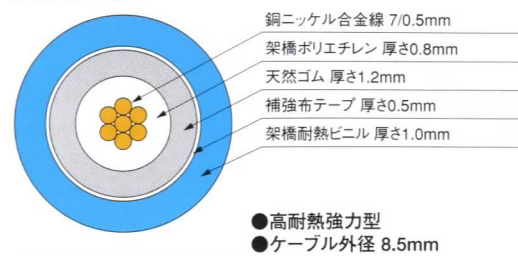 銅ニッケル合金線 7/0.5mm
架橋ポリエチレン 厚さ0.8mm
天然ゴム 厚さ1.2mm
補強布テープ 厚さ0.5mm
架橋耐熱ビニル 厚さ1.0mm
●高耐熱強力型
●ケーブル外径 8.5mm